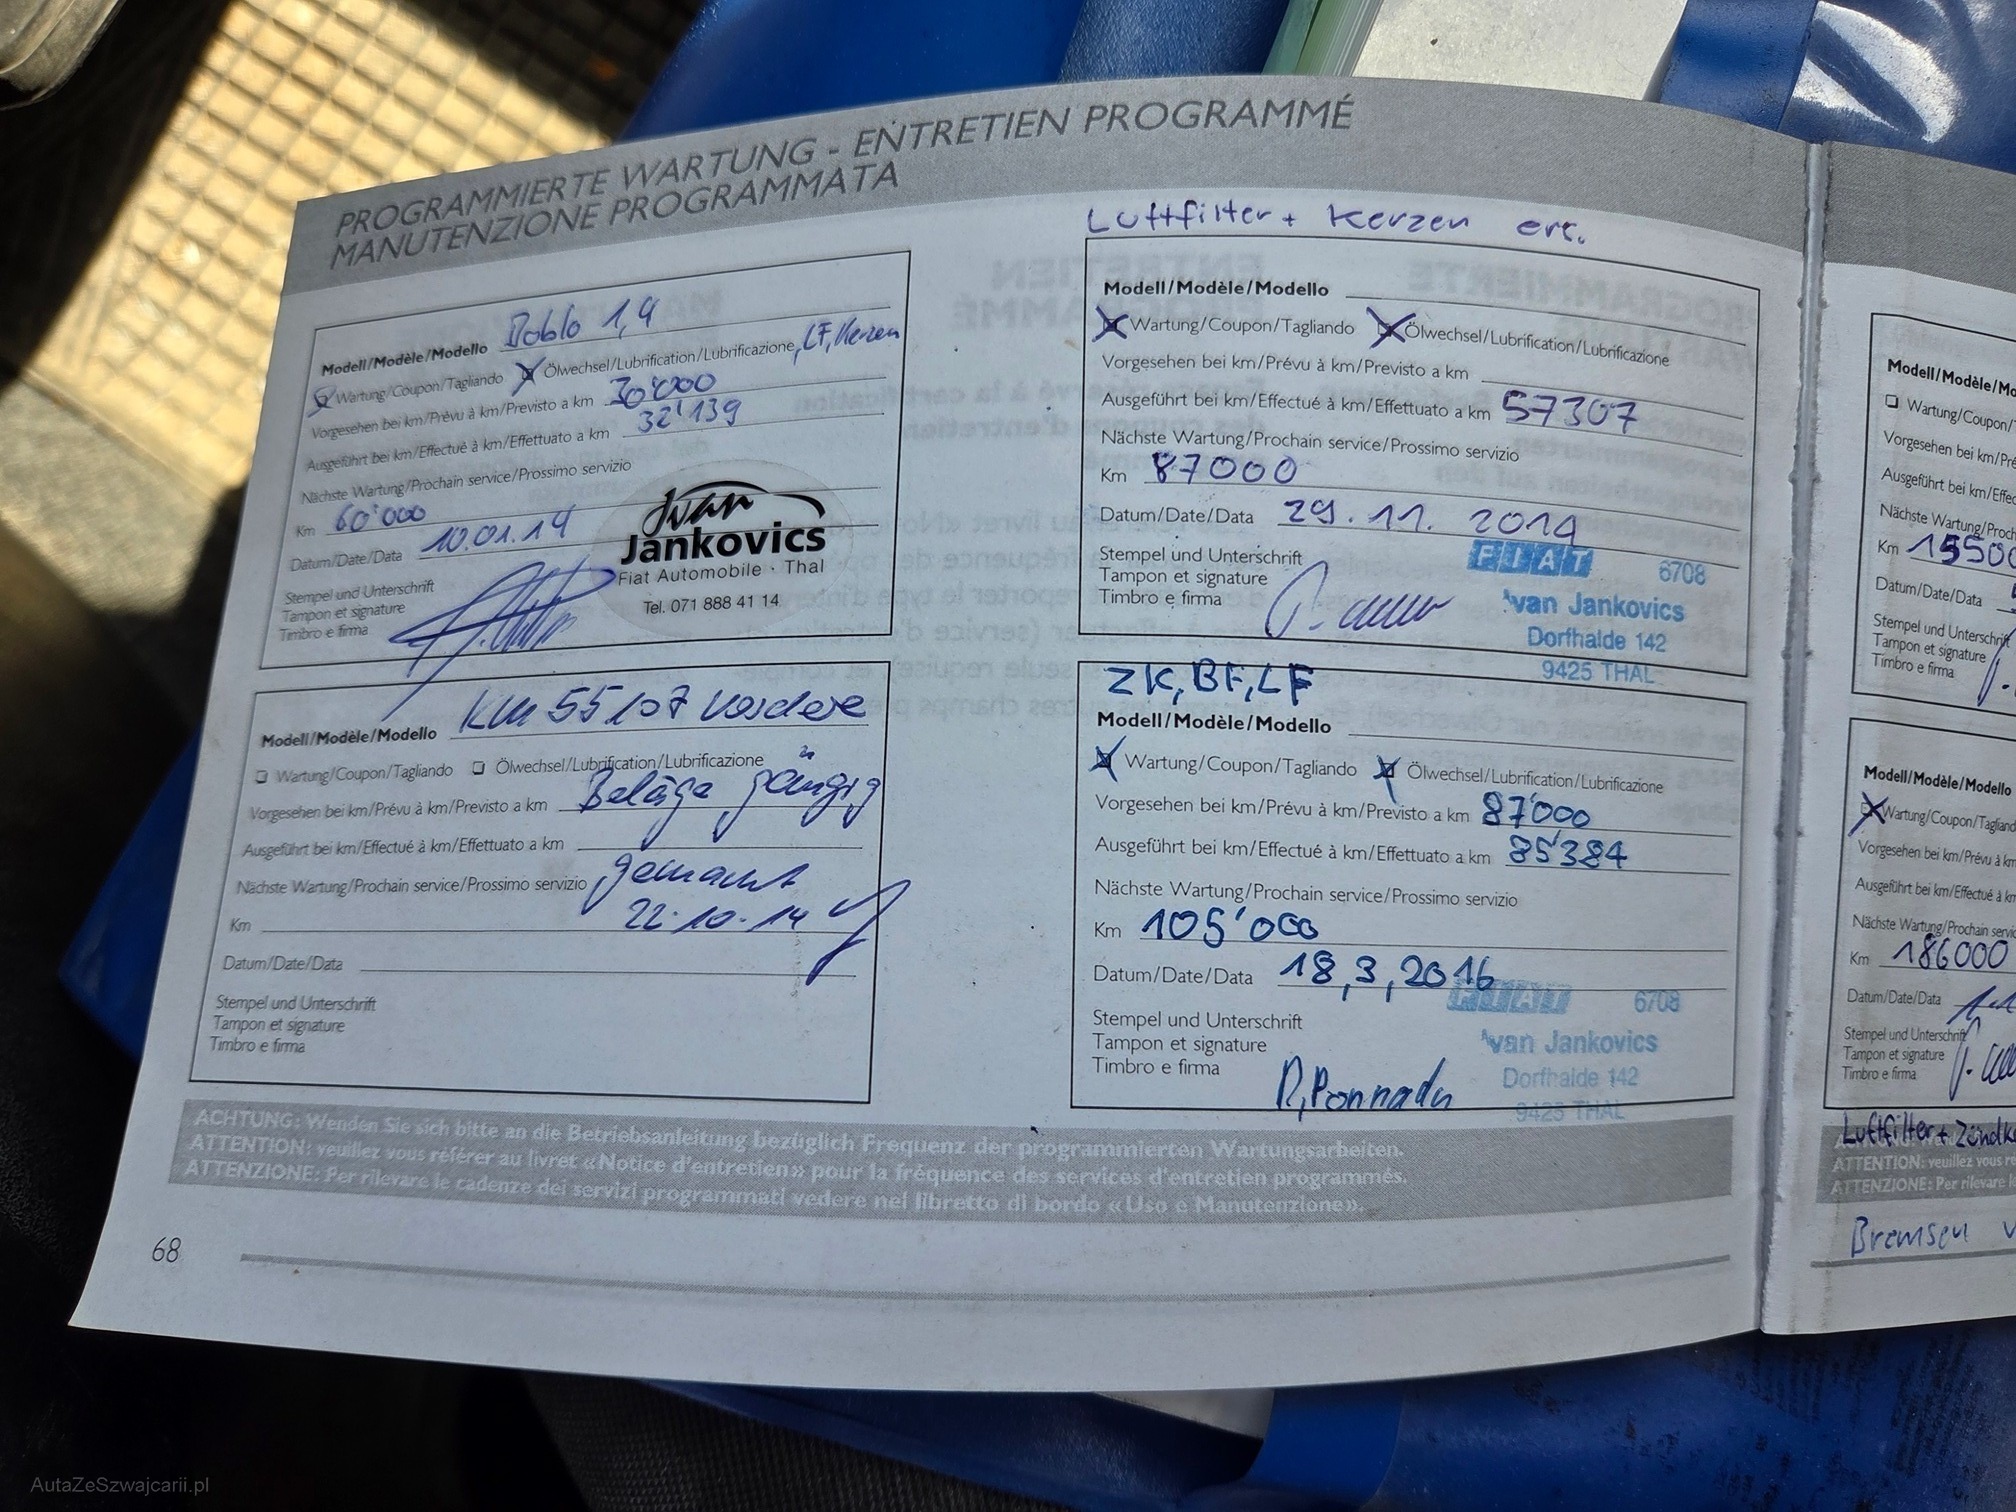 PROGRAMMIERTE WARTUNG - ENTRETIEN PROGRAMMÉ
MANUTENZIONE PROGRAMMATA
Modell/Modèle/Modello Doblo 1,4
Wartung/Coupon/Tagliando Ölwechsel/Lubrification/Lubrificazione, LF, Kerzen
Vorgesehen bei km/Prévu à km/Previsto a km 30'000
Ausgeführt bei km/Effectué à km/Effettuato a km 32'139
Nächste Wartung/Prochain service/Prossimo servizio
Km 60'000
Datum/Date/Data 10.01.14
Stempel und Unterschrift
Tampon et signature
Timbro e firma
Ivan
Jankovics
Fiat Automobile · Thal
Tel. 071 888 41 14
Modell/Modèle/Modello KM 55107 Vordere
Wartung/Coupon/Tagliando Ölwechsel/Lubrification/Lubrificazione
Vorgesehen bei km/Prévu à km/Previsto a km Beläge gängig
Ausgeführt bei km/Effectué à km/Effettuato a km
Nächste Wartung/Prochain service/Prossimo servizio gemacht
22.10.14
Km
Datum/Date/Data
Stempel und Unterschrift
Tampon et signature
Timbro e firma
Luftfilter + Kerzen ers.
Modell/Modèle/Modello
Wartung/Coupon/Tagliando Ölwechsel/Lubrification/Lubrificazione
Vorgesehen bei km/Prévu à km/Previsto a km
Ausgeführt bei km/Effectué à km/Effettuato a km 57307
Nächste Wartung/Prochain service/Prossimo servizio
Km 87000
Datum/Date/Data 29.11.2014
Stempel und Unterschrift
Tampon et signature
Timbro e firma
FIAT 6708
Ivan Jankovics
Dorfhalde 142
9425 THAL
ZK, BF, LF
Modell/Modèle/Modello
Wartung/Coupon/Tagliando Ölwechsel/Lubrification/Lubrificazione
Vorgesehen bei km/Prévu à km/Previsto a km 87'000
Ausgeführt bei km/Effectué à km/Effettuato a km 85'384
Nächste Wartung/Prochain service/Prossimo servizio
Km 105'000
Datum/Date/Data 18,3,2016
Stempel und Unterschrift
Tampon et signature
Timbro e firma
FIAT 6708
Ivan Jankovics
Dorfhalde 142
9425 THAL
ACHTUNG: Wenden Sie sich bitte an die Betriebsanleitung bezüglich Frequenz der programmierten Wartungsarbeiten.
ATTENTION: veuillez vous référer au livret «Notice d'entretien» pour la fréquence des services d'entretien programmés.
ATTENZIONE: Per rilevare le cadenze dei servizi programmati vedere nel libretto di bordo «Uso e Manutenzione».
68
Modell/Modèle/Mo
Wartung/Coupon/
Vorgesehen bei km/Pré
Ausgeführt bei km/Effec
Nächste Wartung/Proch
Km
Datum/Date/Data
Stempel und Unterschrift
Tampon et signature
Timbro e firma
Modell/Modèle/Modello
Wartung/Coupon/Tagliand
Vorgesehen bei km/Prévu à km
Ausgeführt bei km/Effectué à km
Nächste Wartung/Prochain servic
Km 186000
Datum/Date/Data
Stempel und Unterschrift
Tampon et signature
Timbro e firma
Luftfilter + Zündk
ATTENTION: veuillez vous ré
ATTENZIONE: Per rilevare le
Bremsen
AutaZeSzwajcarii.pl